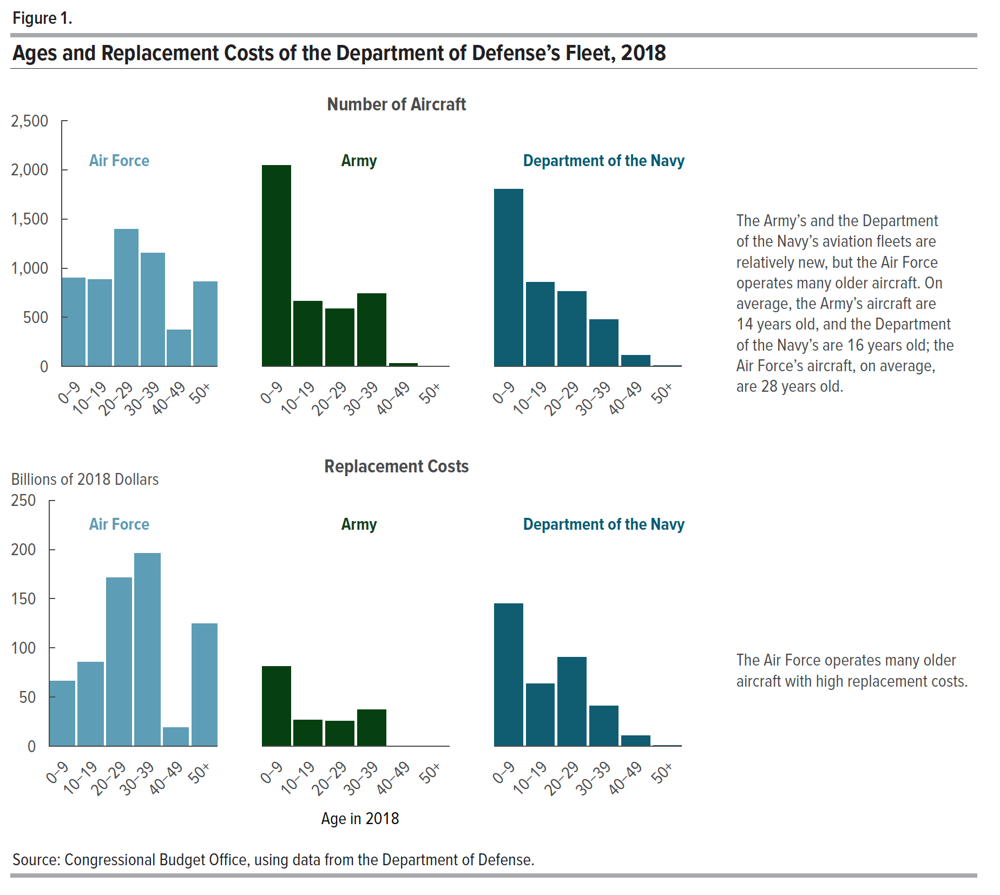 Figure 1.
Ages and Replacement Costs of the Department of Defense’s Fleet, 2018
Number of Aircraft
2,500
2,000
1,500
1,000
500
0
Air Force
Army
Department of the Navy
0–9
10–19
20–29
30–39
40–49
50+
0–9
10–19
20–29
30–39
40–49
50+
0–9
10–19
20–29
30–39
40–49
50+
The Army’s and the Department
of the Navy’s aviation fleets are
relatively new, but the Air Force
operates many older aircraft. On
average, the Army’s aircraft are
14 years old, and the Department
of the Navy’s are 16 years old; the
Air Force’s aircraft, on average,
are 28 years old.
Replacement Costs
Billions of 2018 Dollars
250
200
150
100
50
0
Air Force
Army
Department of the Navy
0–9
10–19
20–29
30–39
40–49
50+
0–9
10–19
20–29
30–39
40–49
50+
0–9
10–19
20–29
30–39
40–49
50+
The Air Force operates many older
aircraft with high replacement costs.
Age in 2018
Source: Congressional Budget Office, using data from the Department of Defense.